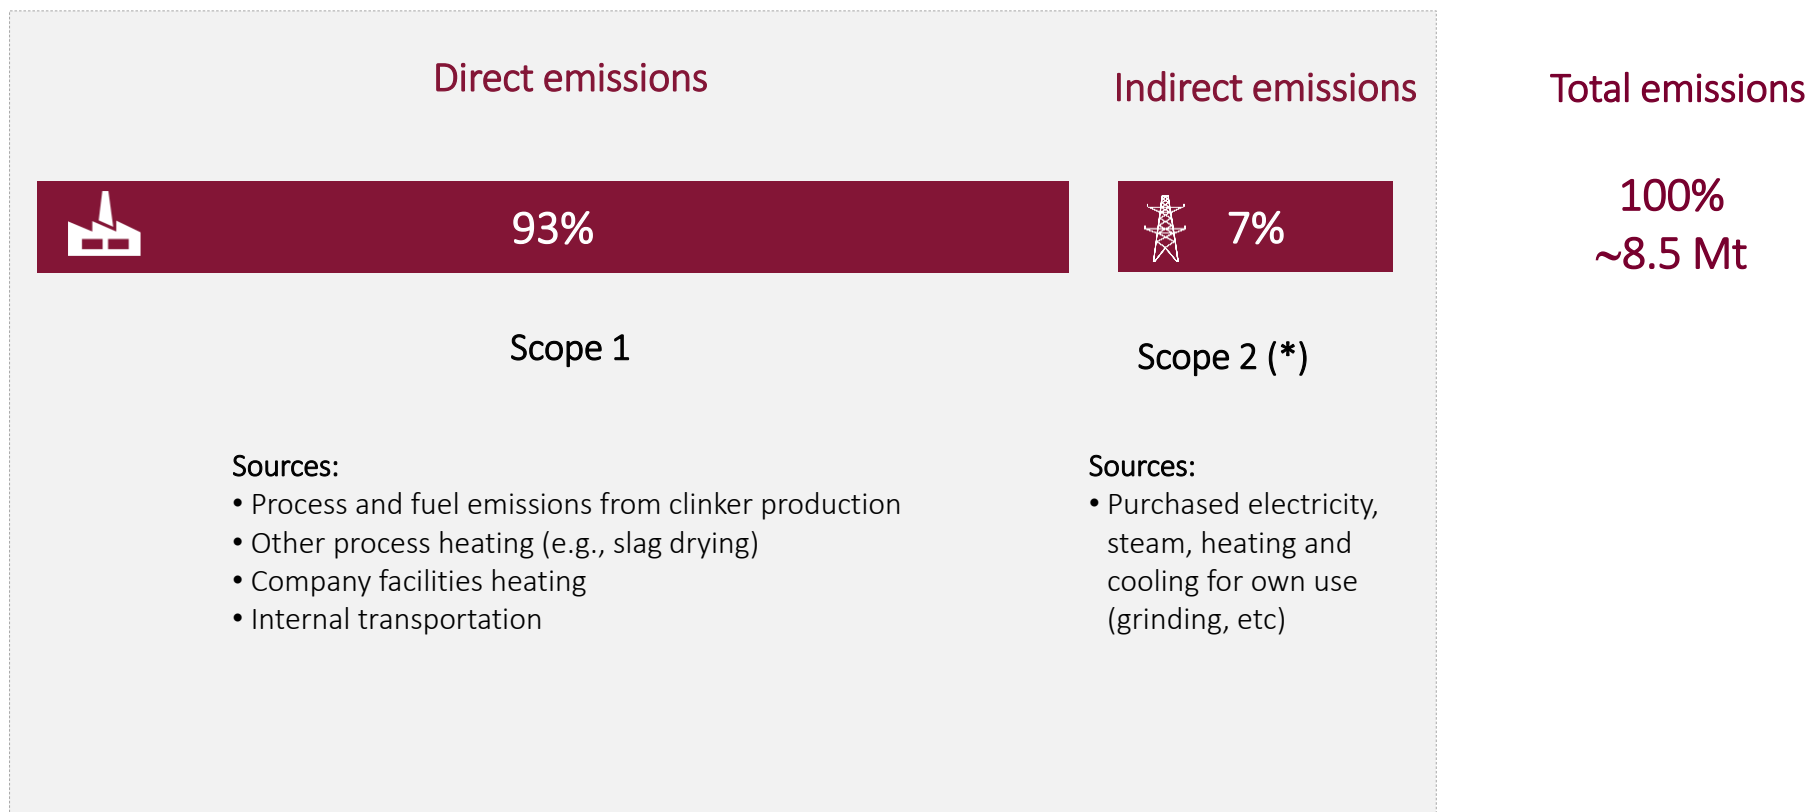 Direct emissions
Indirect emissions
Total emissions
93%
7%
100%
~8.5 Mt
Scope 1
Scope 2 (*)
Sources:
• Process and fuel emissions from clinker production
• Other process heating (e.g., slag drying)
• Company facilities heating
• Internal transportation
Sources:
• Purchased electricity,
steam, heating and
cooling for own use
(grinding, etc)